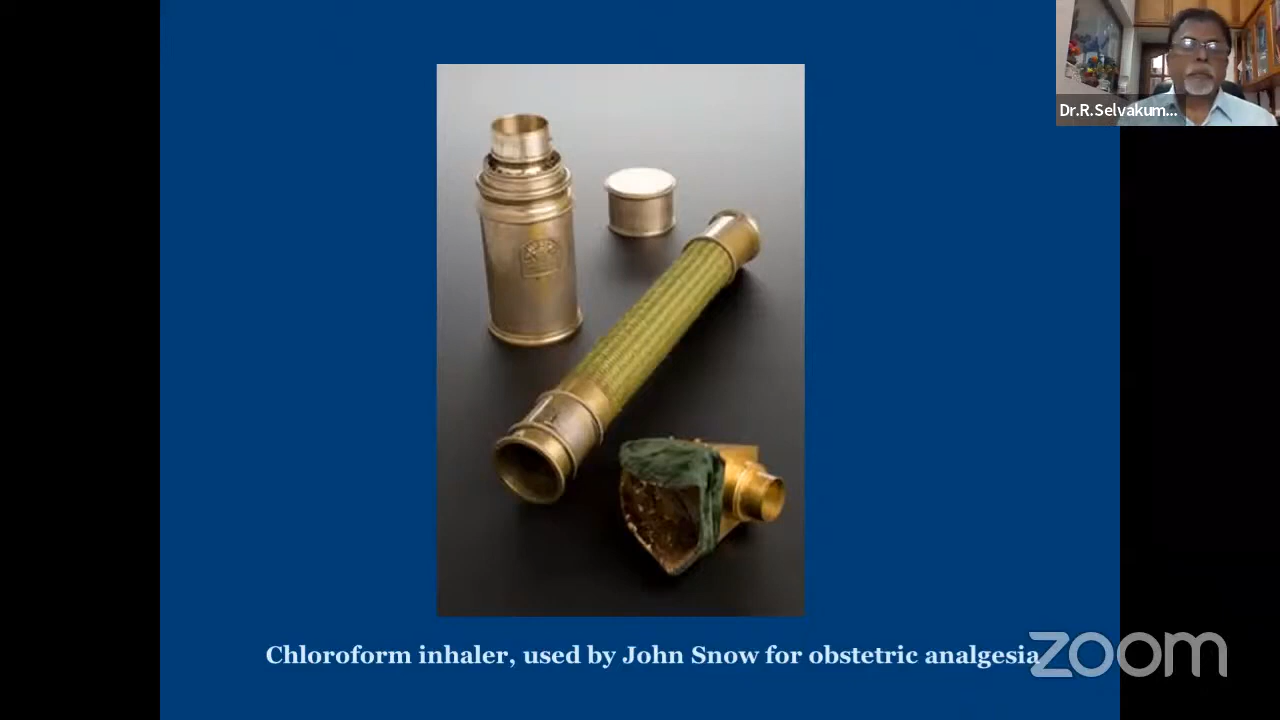 Dr.R.Selvakum...
Chloroform inhaler, used by John Snow for obstetric analgesia
zoom